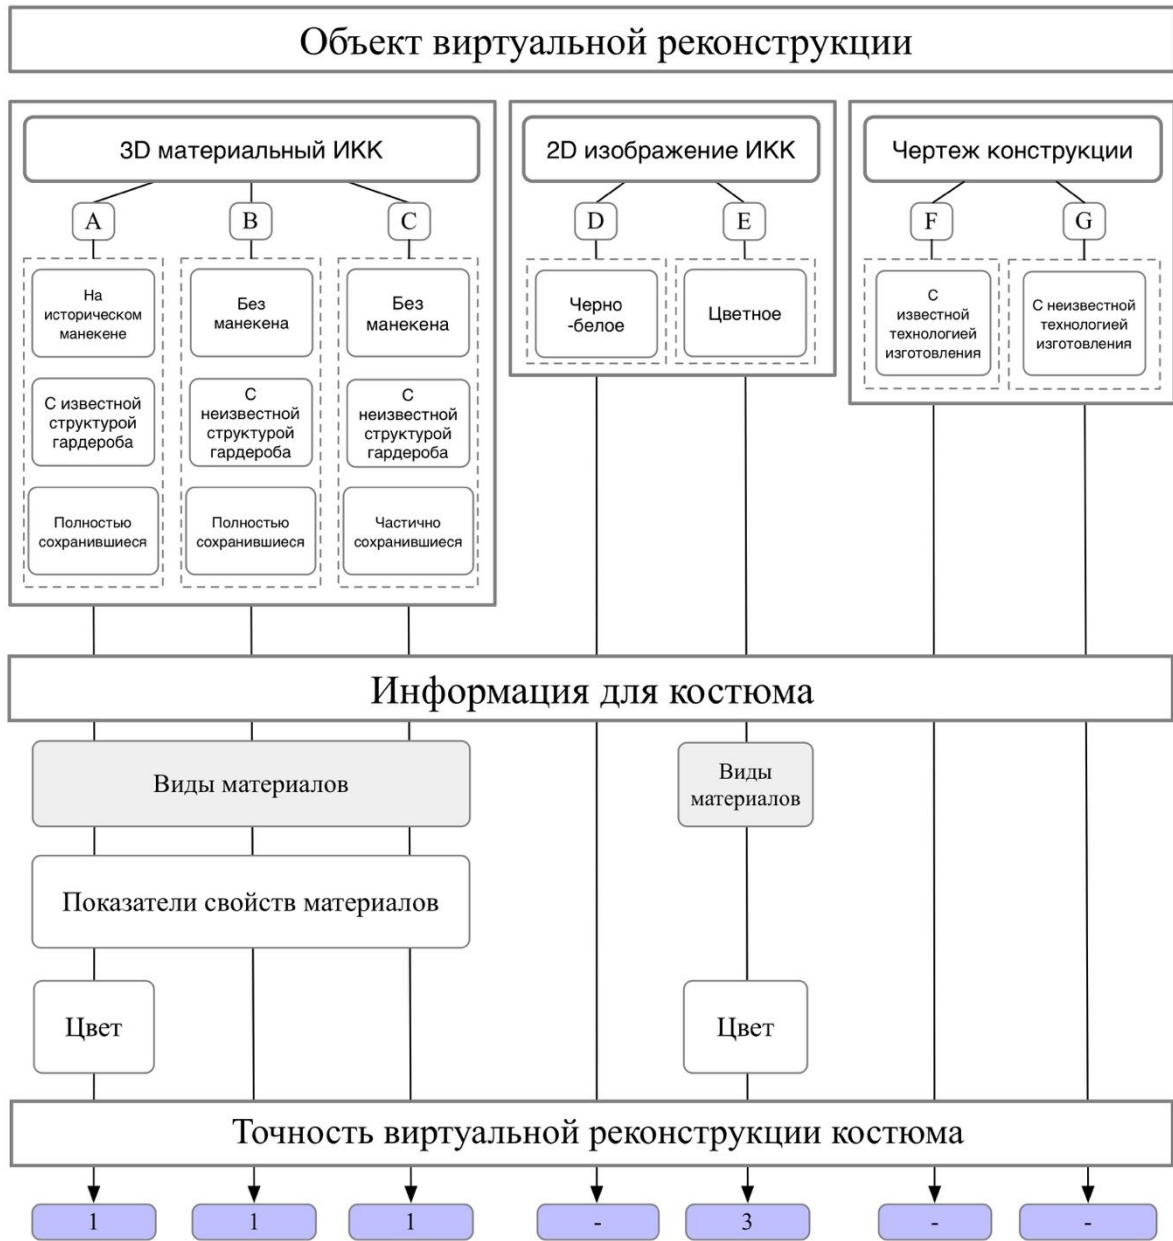 Объект виртуальной реконструкции
3D материальный ИКК
A
На
историческом
манекене
С известной
структурой
гардероба
Полностью
сохранившиеся
B
Без
манекена
С
неизвестной
структурой
гардероба
Полностью
сохранившиеся
C
Без
манекена
С
неизвестной
структурой
гардероба
Частично
сохранившиеся
2D изображение ИКК
D
Черно
-белое
E
Цветное
Чертеж конструкции
F
С
известной
технологией
изготовления
G
С неизвестной
технологией
изготовления
Информация для костюма
Виды материалов
Виды
материалов
Показатели свойств материалов
Цвет
Цвет
Точность виртуальной реконструкции костюма
1
1
1
-
3
-
-